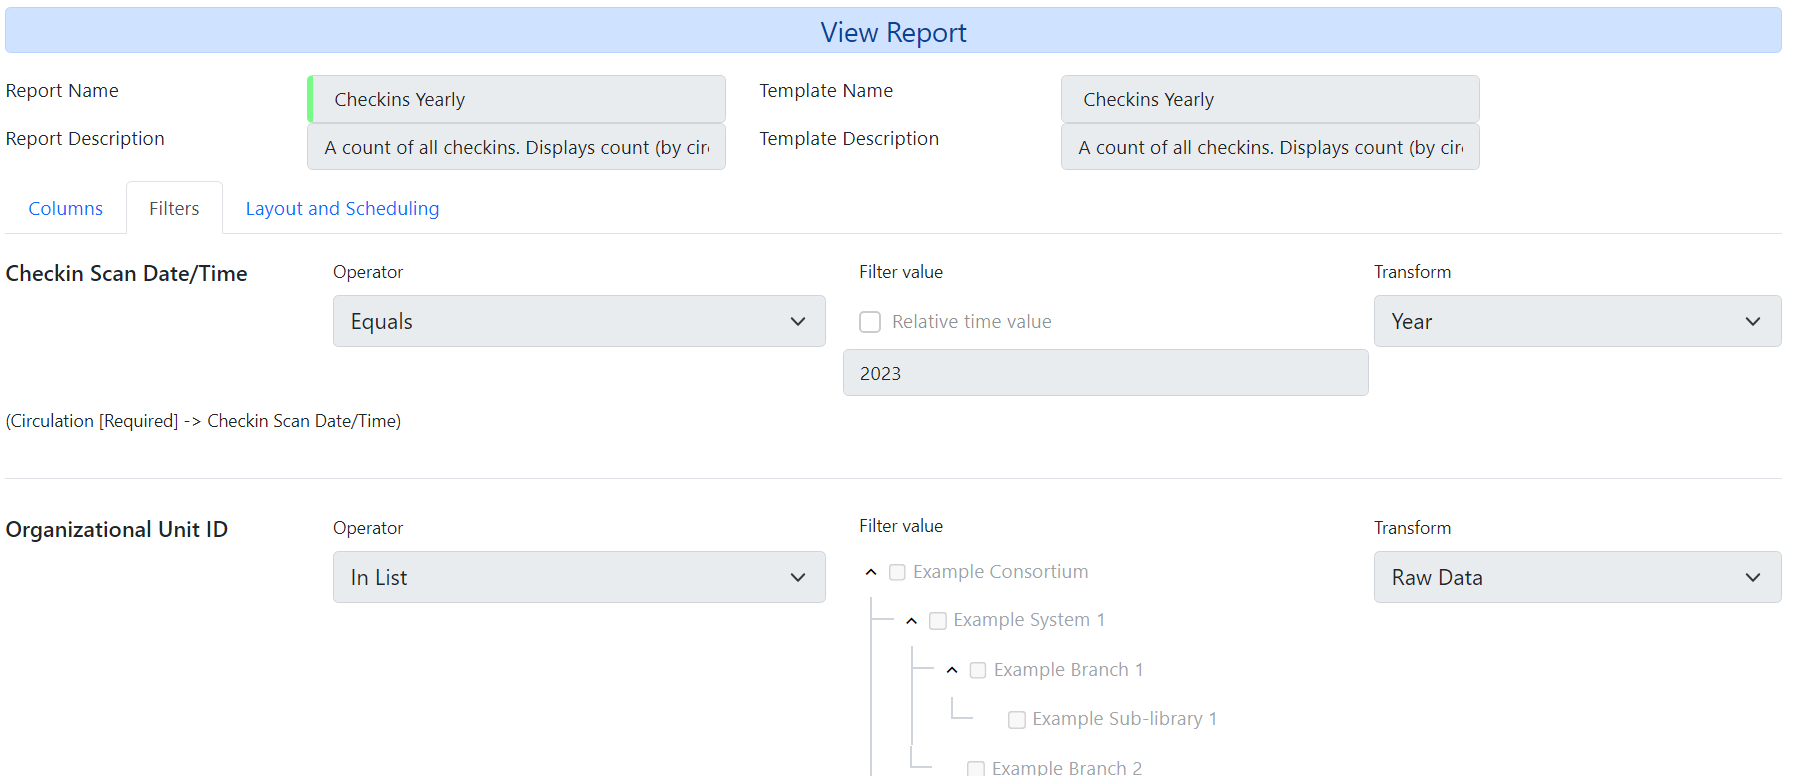 View Report
Report Name
Checkins Yearly
Template Name
Checkins Yearly
Report Description
A count of all checkins. Displays count (by cir
Template Description
A count of all checkins. Displays count (by cir
Columns
Filters
Layout and Scheduling
Checkin Scan Date/Time
Operator
Filter value
Transform
Equals
Relative time value
Year
2023
(Circulation [Required] -> Checkin Scan Date/Time)
Organizational Unit ID
Operator
Filter value
Transform
In List
Example Consortium
Raw Data
Example System 1
Example Branch 1
Example Sub-library 1
Example Branch 2